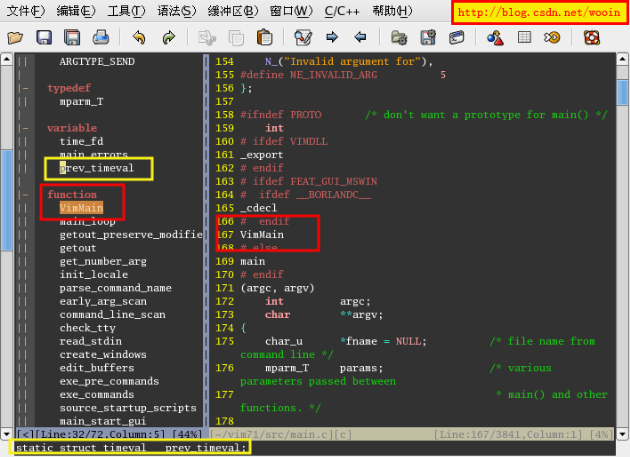 编辑(E) 工具(T) 语法(S) 缓冲区(B) 窗口(W) C/C++ 帮助(H)
http://blog.csdn.net/wooin
|| ARGTYPE_SEND
|
|- typedef
|| mparm_T
|
|- variable
|| time_fd
|| main_errors
|| prev_timeval
|
|- function
|| VimMain
|| main_loop
|| getout_preserve_modifie
|| getout
|| get_number_arg
|| init_locale
|| parse_command_name
|| early_arg_scan
|| command_line_scan
|| check_tty
|| read_stdin
|| create_windows
|| edit_buffers
|| exe_pre_commands
|| exe_commands
|| source_startup_scripts
|| main_start_gui
[<][Line:32/72,Column:5] [44%]
154 N_("Invalid argument for"),
155 #define ME_INVALID_ARG 5
156 };
157
158 #ifndef PROTO /* don't want a prototype for main() */
159 int
160 # ifdef VIMDLL
161 _export
162 # endif
163 # ifdef FEAT_GUI_MSWIN
164 # ifdef __BORLANDC__
165 _cdecl
166 # endif
167 VimMain
168 # else
169 main
170 # endif
171 (argc, argv)
172 int argc;
173 char **argv;
174 {
175 char_u *fname = NULL; /* file name from
command line */
176 mparm_T params; /* various
parameters passed between
177 * main() and other
functions. */
178
[~/vim71/src/main.c][c] [Line:167/3841,Column:1] [4%]
static struct timeval prev_timeval;